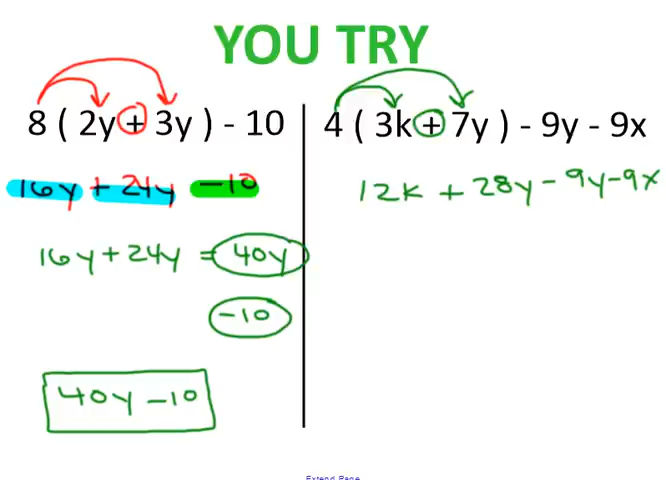 YOU TRY
8 ( 2y + 3y ) - 10
16y + 24y - 10
16y + 24y = 40y
-10
40y - 10
4 ( 3k + 7y ) - 9y - 9x
12k + 28y - 9y - 9x
Extend Page